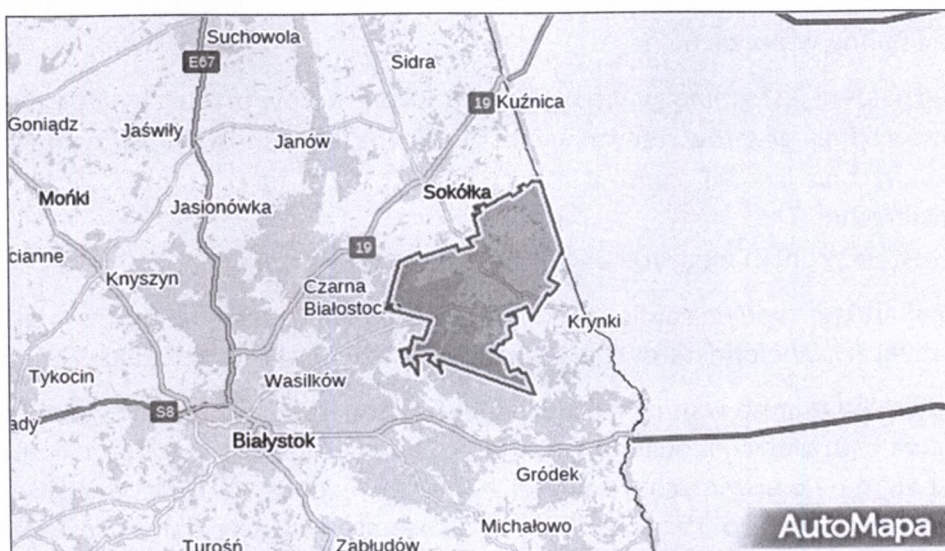 Suchowola
E67
Sidra
19
Kuźnica
Goniądz
Jaświły
Janów
Mońki
Sokółka
Jasionówka
19
cianne
Knyszyn
Czarna
Białostoc
Krynki
Tykocin
Wasilków
S8
ady
Białystok
Gródek
Michałowo
AutoMapa
Turośń
Zabłudów